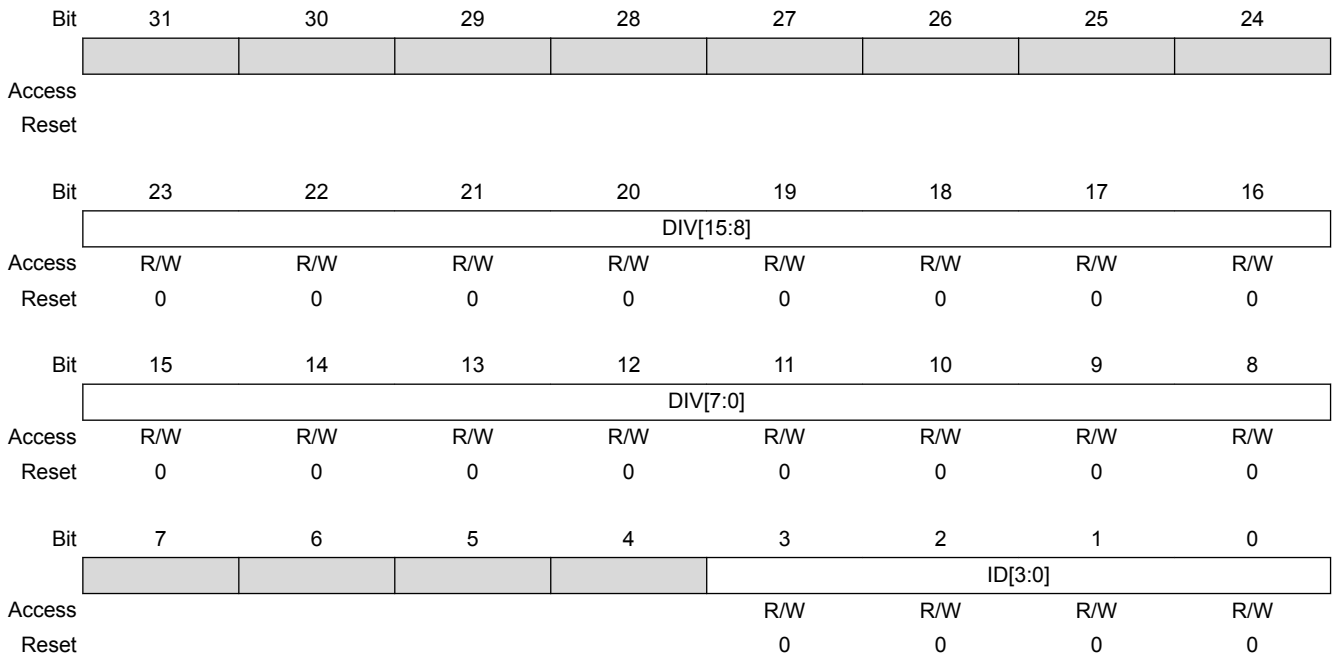 Bit 31 30 29 28 27 26 25 24
Access
Reset
Bit 23 22 21 20 19 18 17 16
DIV[15:8]
Access R/W R/W R/W R/W R/W R/W R/W R/W
Reset 0 0 0 0 0 0 0 0
Bit 15 14 13 12 11 10 9 8
DIV[7:0]
Access R/W R/W R/W R/W R/W R/W R/W R/W
Reset 0 0 0 0 0 0 0 0
Bit 7 6 5 4 3 2 1 0
ID[3:0]
Access R/W R/W R/W R/W
Reset 0 0 0 0